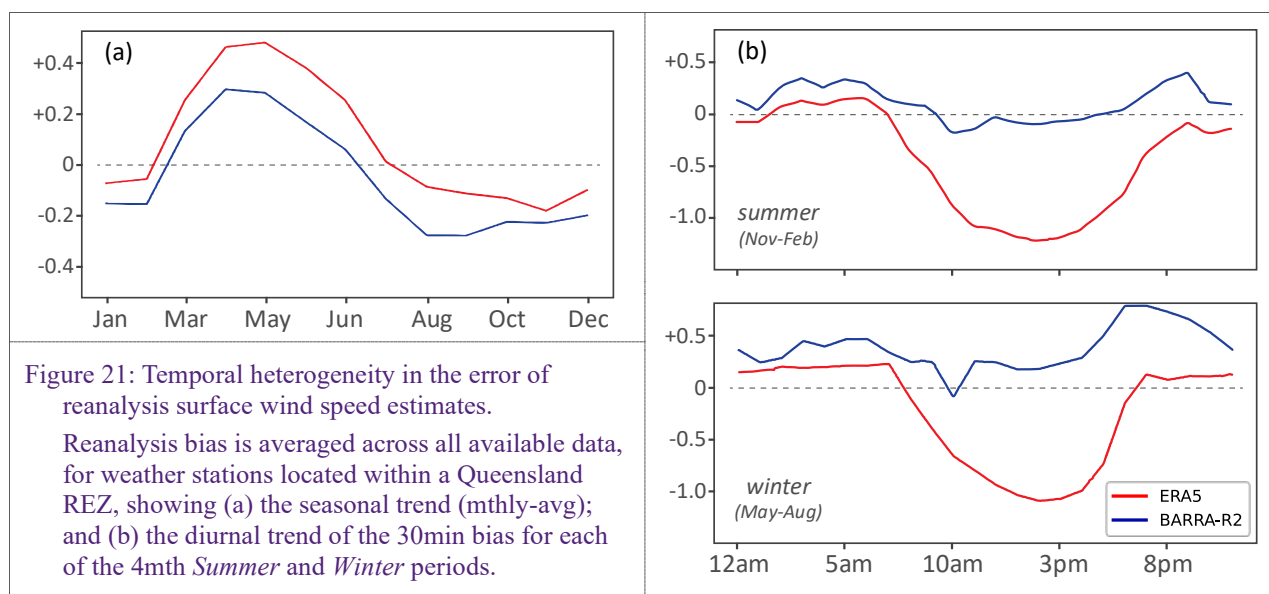 (a)
+0.4
+0.2
0
-0.2
-0.4
Jan Mar May Jun Aug Oct Dec
Figure 21: Temporal heterogeneity in the error of
reanalysis surface wind speed estimates.
Reanalysis bias is averaged across all available data,
for weather stations located within a Queensland
REZ, showing (a) the seasonal trend (mthly-avg);
and (b) the diurnal trend of the 30min bias for each
of the 4mth Summer and Winter periods.
(b)
+0.5
0
-0.5
-1.0
summer
(Nov-Feb)
+0.5
0
-0.5
-1.0
winter
(May-Aug)
ERA5
BARRA-R2
12am 5am 10am 3pm 8pm